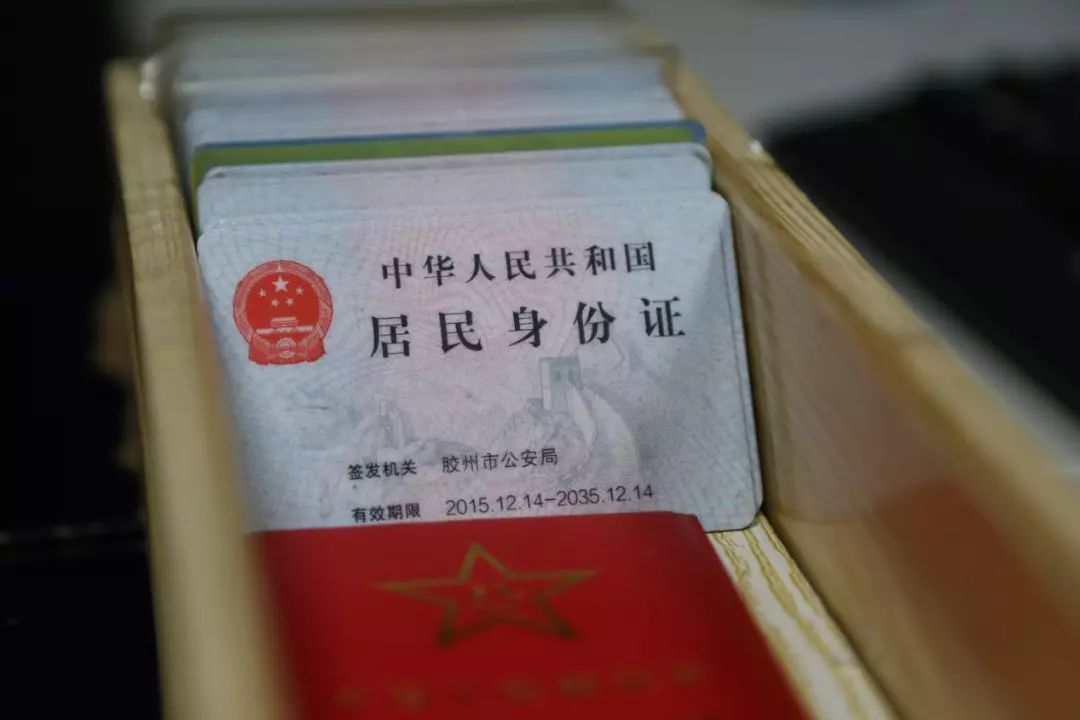 中华人民共和国
居民身份证
签发机关 胶州市公安局
有效期限 2015.12.14-2035.12.14